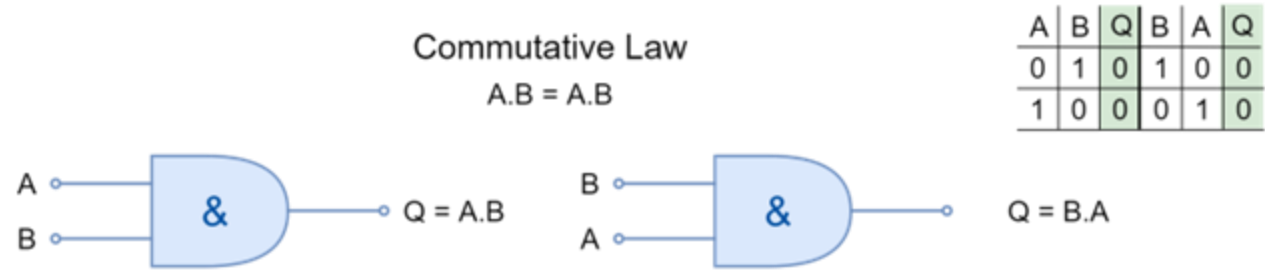 Commutative Law
A.B = A.B
A B Q B A Q
0 1 0 1 0 0
1 0 0 0 1 0
A
B
&
Q = A.B
B
A
&
Q = B.A